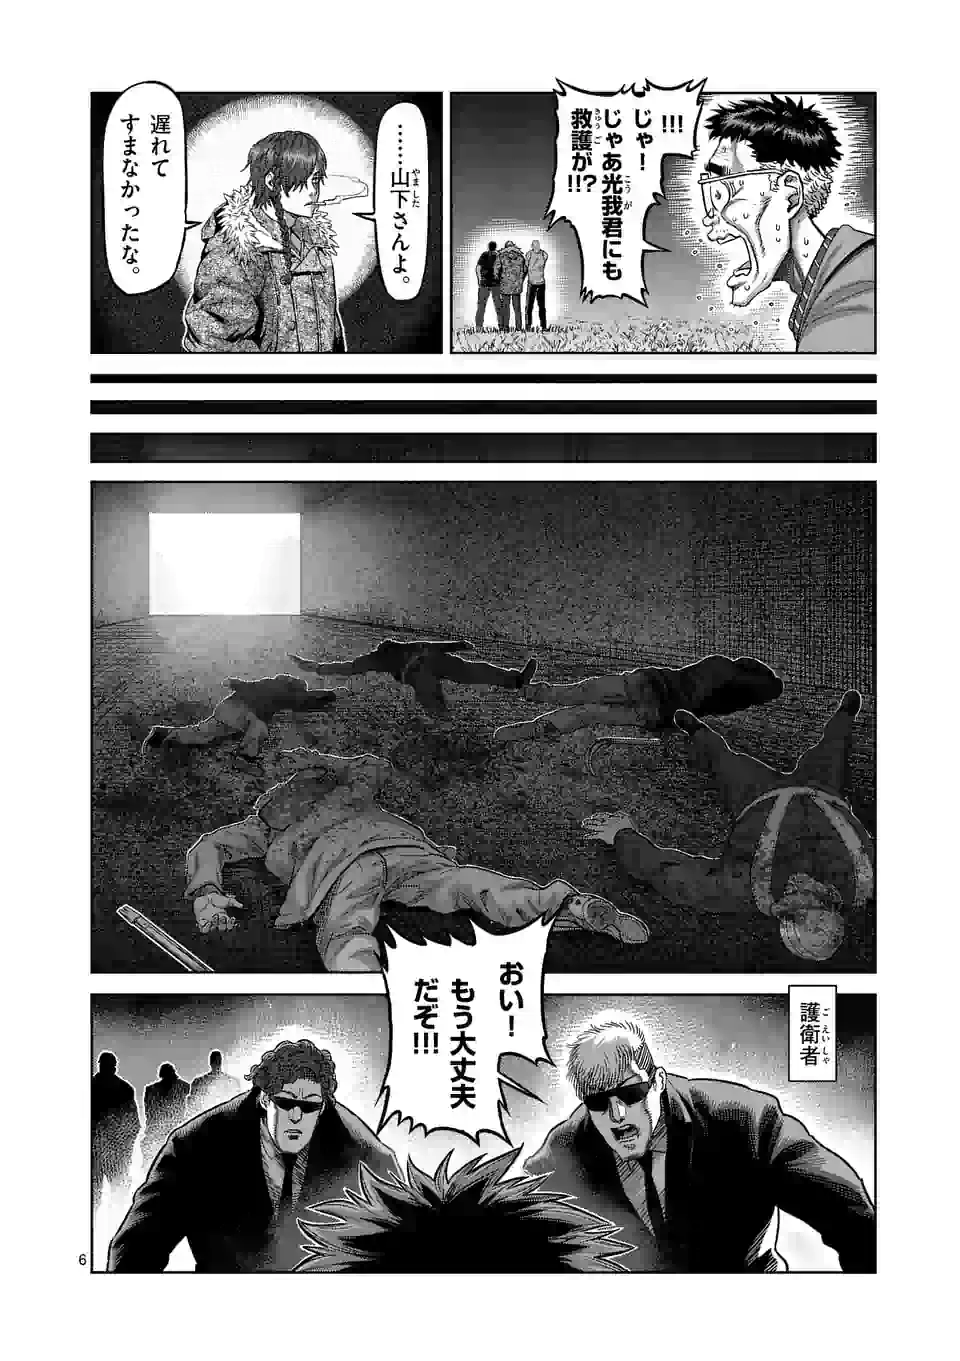 !!!
じゃ!
じゃあ光我君にも
救護が!!?
……山下さんよ。
遅れて
すまなかったな。
護衛者
おい!
もう大丈夫
だぞ!!!
6